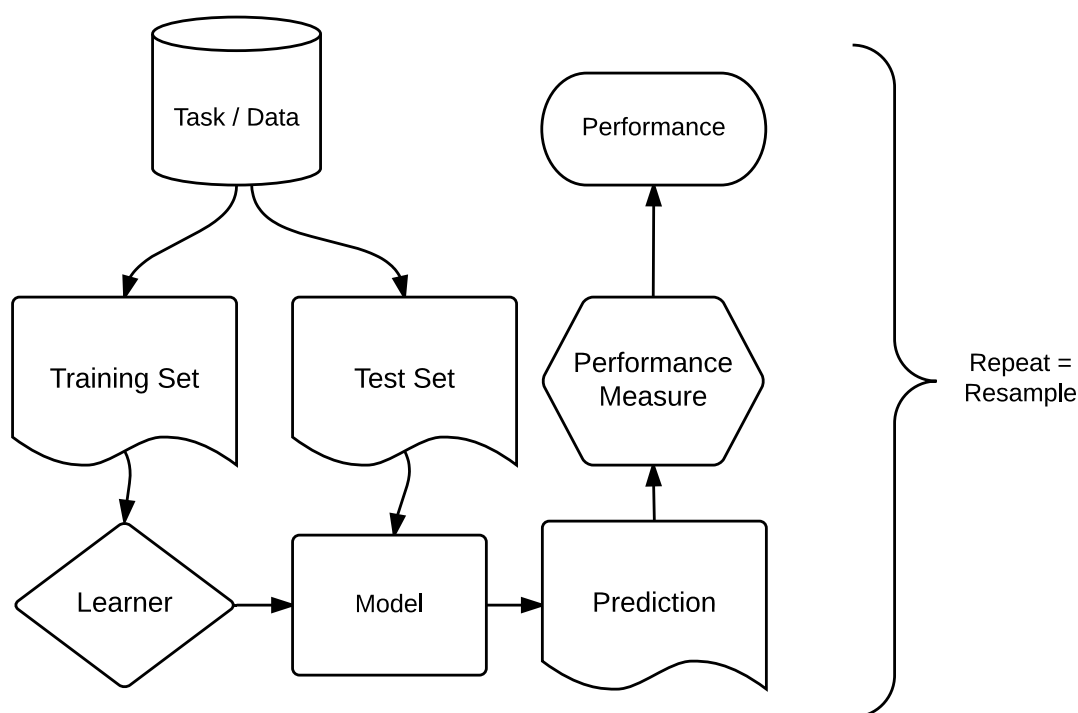 Task / Data
Performance
Training Set
Test Set
Performance
Measure
Repeat =
Resample
Learner
Model
Prediction